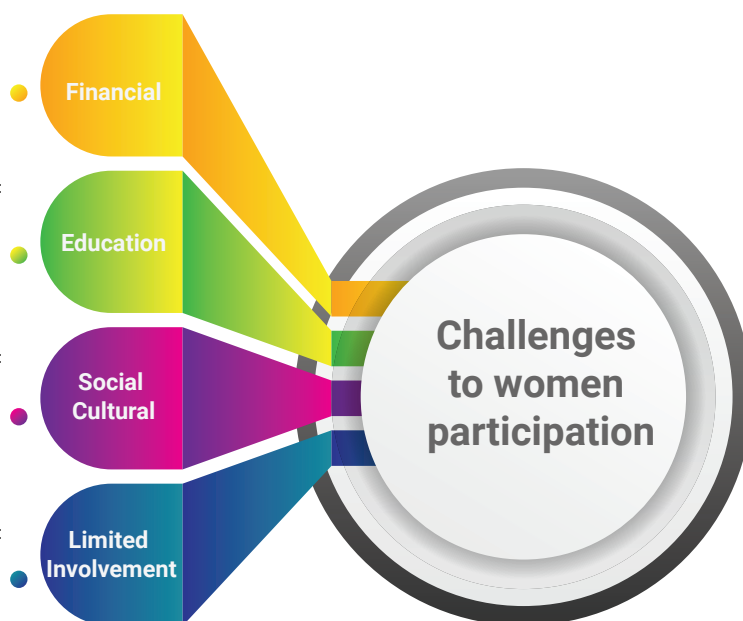 Financial
Education
Social
Cultural
Limited
Involvement
Challenges
to women
participation